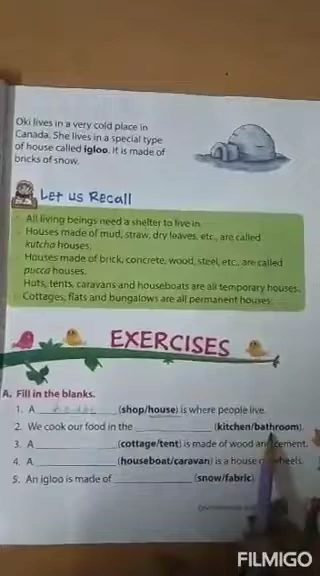 Oki lives in a very cold place in
Canada. She lives in a special type
of house called igloo. It is made of
bricks of snow.
Let us Recall
All living beings need a shelter to live in.
Houses made of mud, straw, dry leaves, etc., are called
kutcha houses.
Houses made of brick, concrete, wood, steel, etc., are called
pucca houses.
Huts, tents, caravans and houseboats are all temporary houses.
Cottages, flats and bungalows are all permanent houses.
EXERCISES
A. Fill in the blanks.
1. A house (shop/house) is where people live.
2. We cook our food in the ____________ (kitchen/bathroom).
3. A ____________ (cottage/tent) is made of wood and cement.
4. A ____________ (houseboat/caravan) is a house on wheels.
5. An igloo is made of ____________ (snow/fabric).
FILMIGO